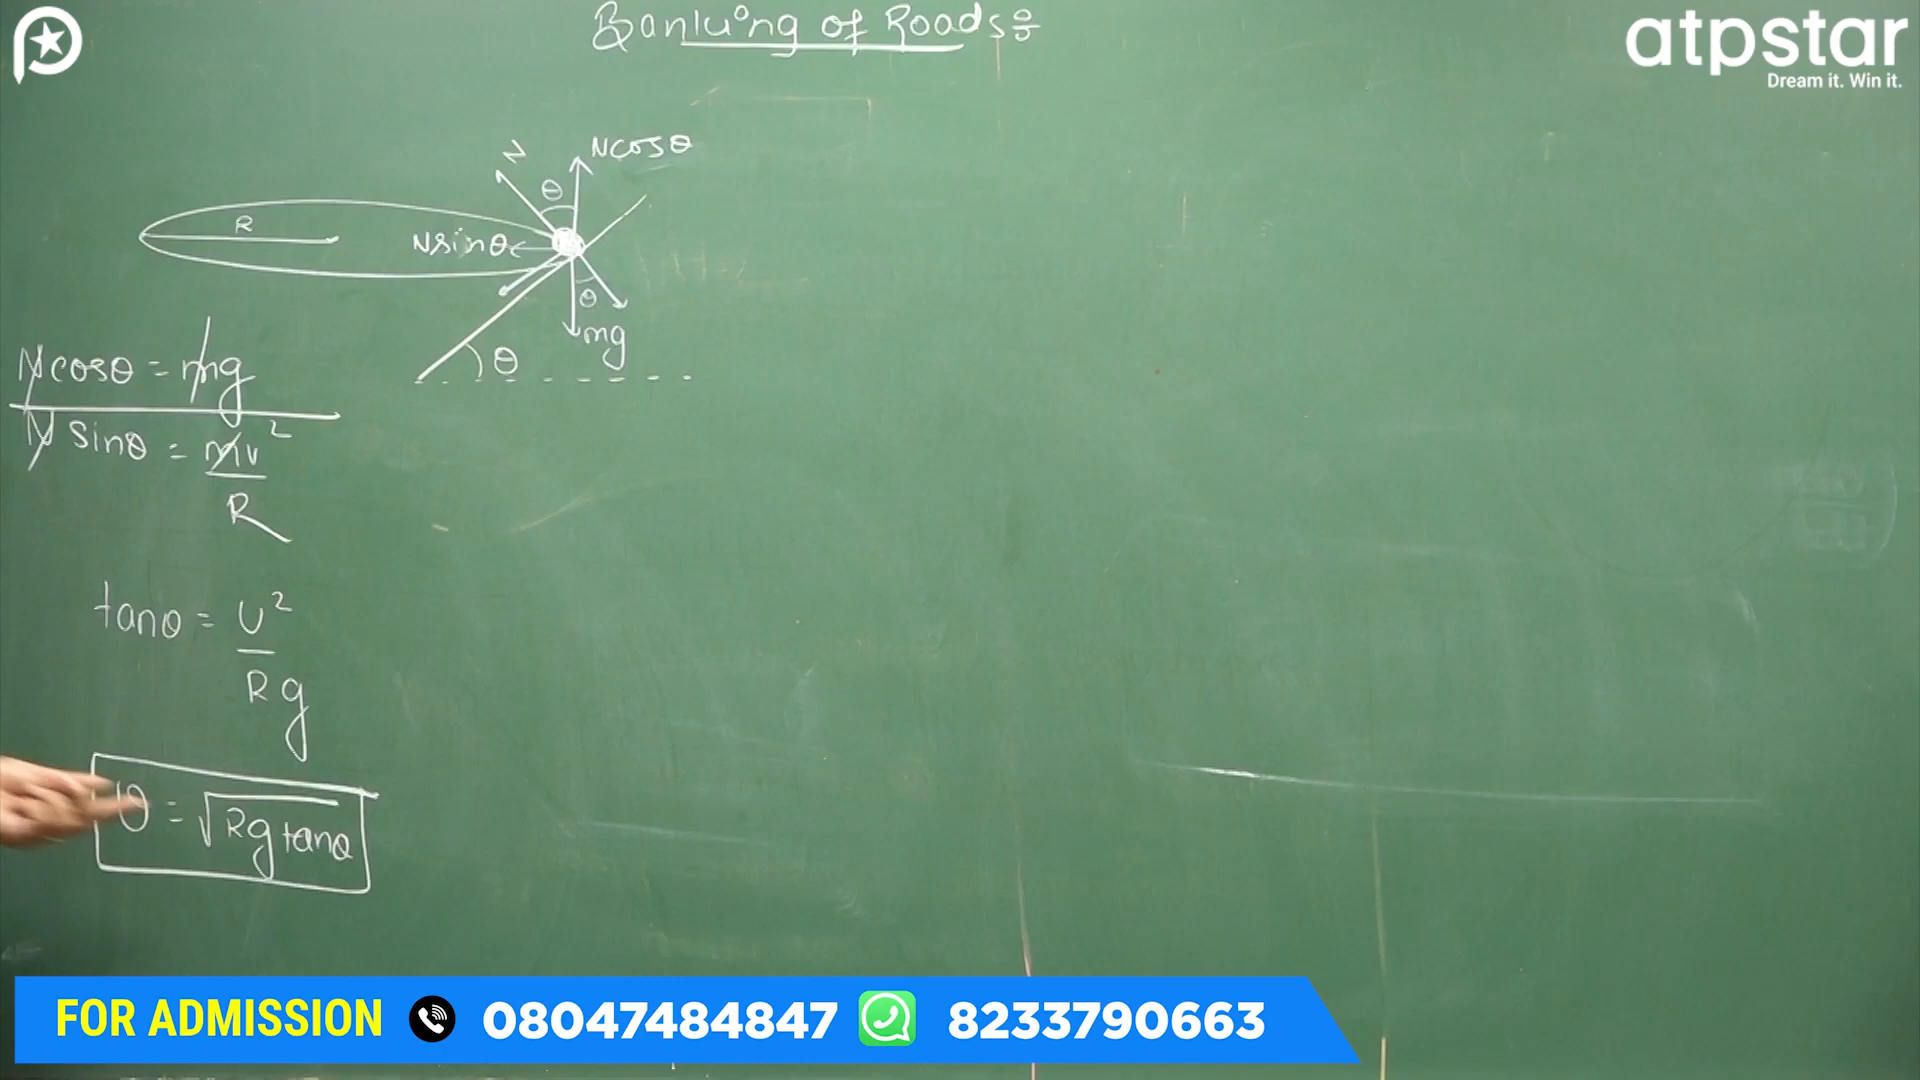 Banking of Roads:
atpstar
Dream it. Win it.
N
Ncosθ
θ
R
Nsinθ
θ
mg
θ
Ncosθ = mg
N sinθ = mv²
R
tanθ = v²
Rg
= √Rg tanθ
FOR ADMISSION 08047484847 8233790663